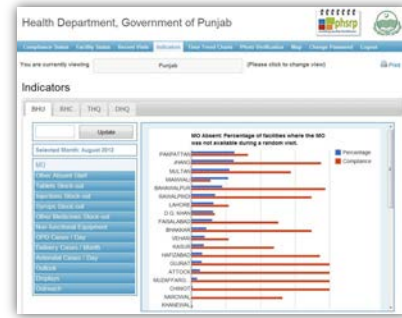 Health Department, Government of Punjab
phsrp
Compliance Status Facility Status Recent Visits Indicators Time Trend Charts Photo Verification Map Change Password Logout
You are currently viewing Punjab (Please click to change view) Print
Indicators
BHU RHC THQ DHQ
Update
Selected Month: August 2012
MO
Other Absent Staff
Tablets Stock-out
Injections Stock-out
Syrups Stock-out
Other Medicines Stock-out
Non-functional Equipment
OPD Cases / Day
Delivery Cases / Month
Antenatal Cases / Day
Outlook
Displays
Outreach
MO Absent: Percentage of facilities where the MO
was not available during a random visit.
PAKPATTAN
JHANG
MULTAN
MIANWALI
BAHAWALPUR
RAWALPINDI
LAHORE
D.G. KHAN
FAISALABAD
BHAKKAR
VEHARI
KASUR
HAFIZABAD
GUJRAT
ATTOCK
MUZAFFARG.
CHINIOT
NAROWAL
KHANEWAL
Percentage
Compliance